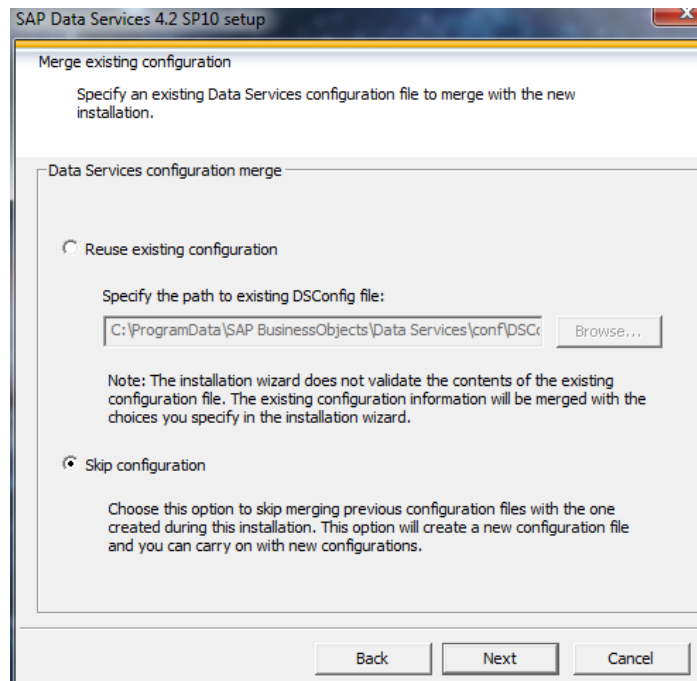 SAP Data Services 4.2 SP10 setup
Merge existing configuration
Specify an existing Data Services configuration file to merge with the new
installation.
Data Services configuration merge
Reuse existing configuration
Specify the path to existing DSConfig file:
C:\ProgramData\SAP BusinessObjects\Data Services\conf\DSCo
Browse...
Note: The installation wizard does not validate the contents of the existing
configuration file. The existing configuration information will be merged with the
choices you specify in the installation wizard.
Skip configuration
Choose this option to skip merging previous configuration files with the one
created during this installation. This option will create a new configuration file
and you can carry on with new configurations.
Back
Next
Cancel